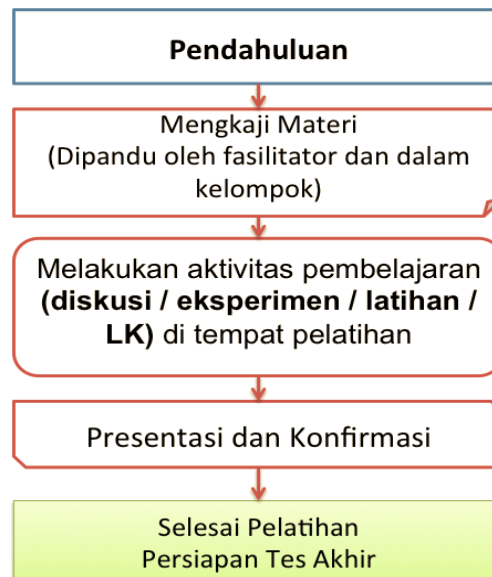 Pendahuluan
Mengkaji Materi
(Dipandu oleh fasilitator dan dalam
kelompok)
Melakukan aktivitas pembelajaran
(diskusi / eksperimen / latihan /
LK) di tempat pelatihan
Presentasi dan Konfirmasi
Selesai Pelatihan
Persiapan Tes Akhir